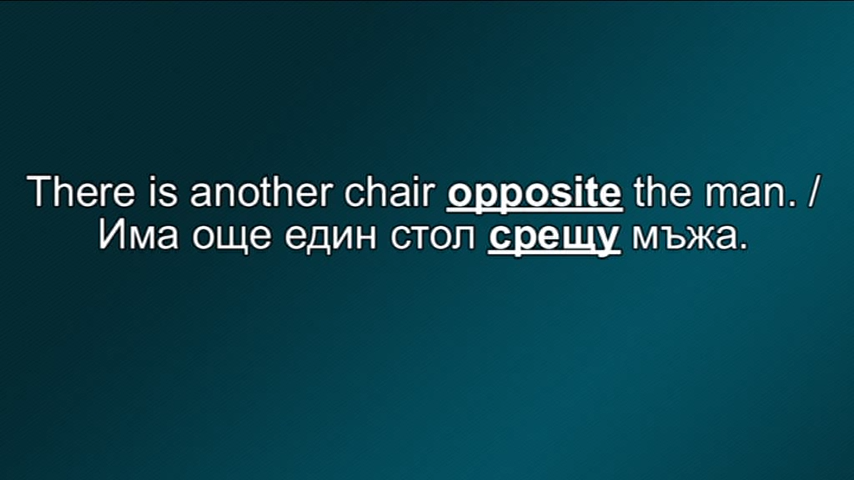 There is another chair opposite the man. /
Има още един стол срещу мъжа.